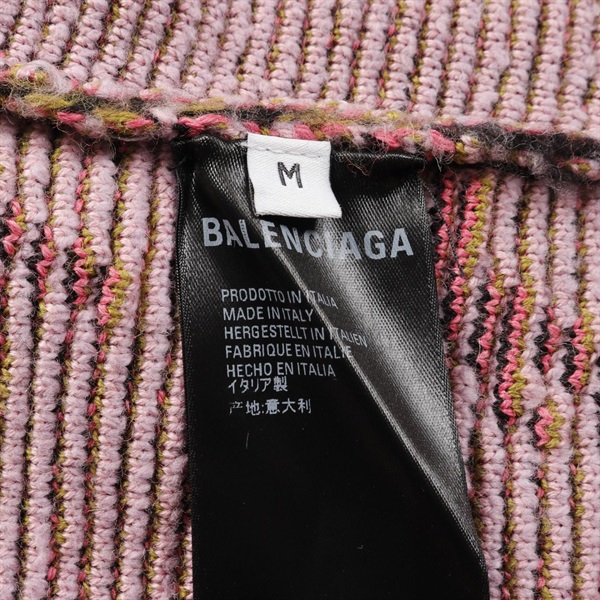 M
BALENCIAGA
PRODOTTO IN ITALIA
MADE IN ITALY
HERGESTELLT IN ITALIEN
FABRIQUE EN ITALIE
HECHO EN ITALIA
イタリア製
产地:意大利